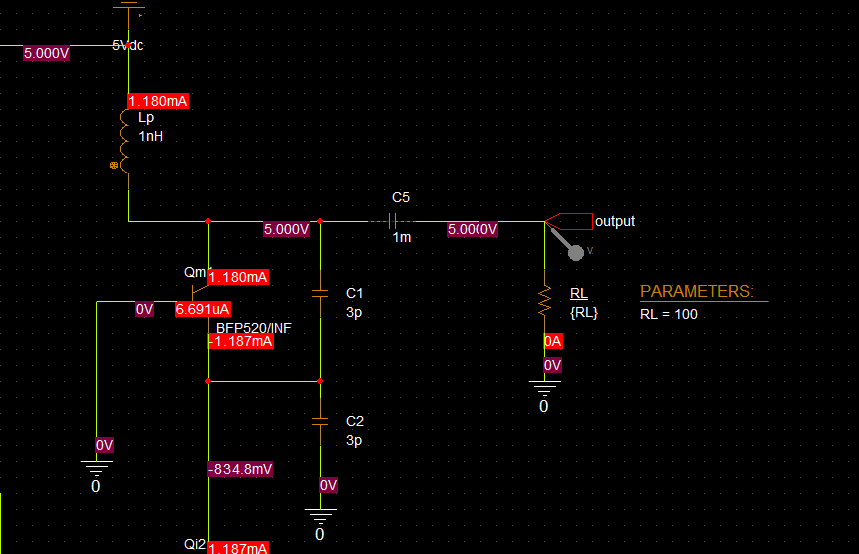 5Vdc
5.000V
1.180mA
Lp
1nH
C5
5.000V
5.000V
output
1m
V
Qm
1.180mA
C1
RL
PARAMETERS:
0V
6.691uA
3p
{RL}
RL = 100
BFP520/INF
-1.187mA
0A
0V
0
C2
3p
0V
-834.8mV
0V
0
0
Qi2
1.187mA